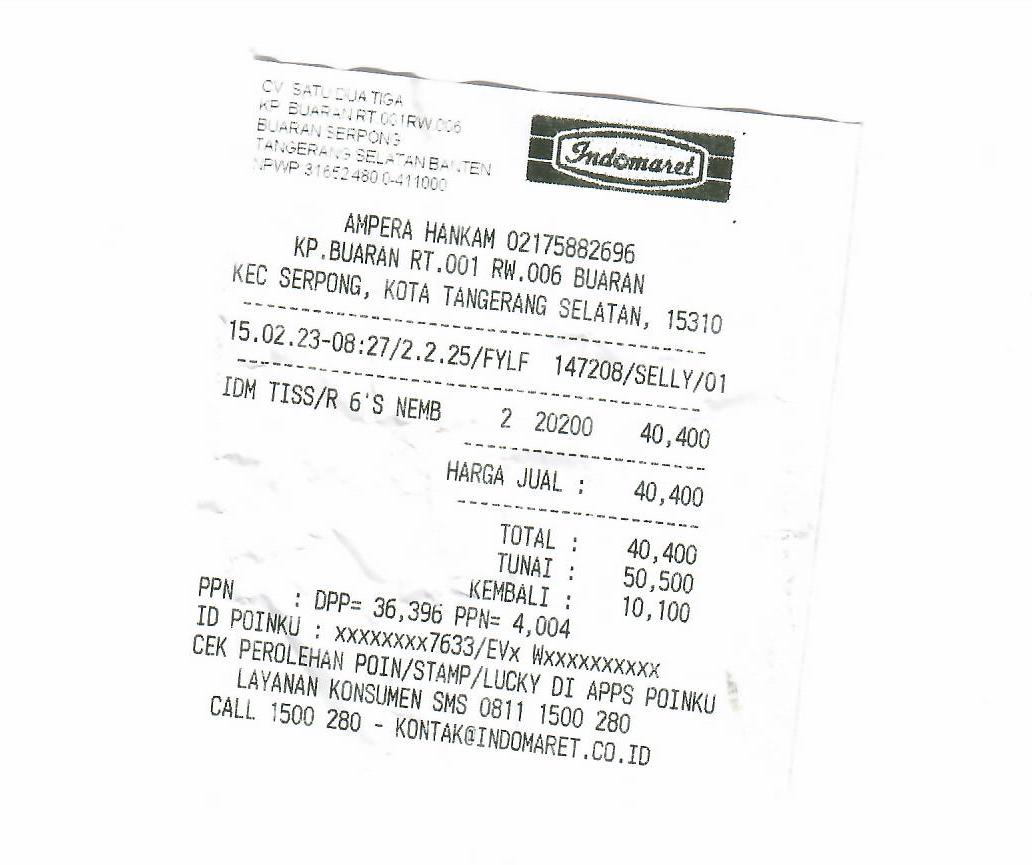 CV SATU DUA TIGA
KP BUARAN RT 001RW 006
BUARAN SERPONG
TANGERANG SELATAN BANTEN
NPWP 31652480 0-411000
Indomaret
AMPERA HANKAM 02175882696
KP.BUARAN RT.001 RW.006 BUARAN
KEC SERPONG, KOTA TANGERANG SELATAN, 15310
15.02.23-08:27/2.2.25/FYLF 147208/SELLY/01
IDM TISS/R 6'S NEMB 2 20200 40,400
HARGA JUAL : 40,400
TOTAL : 40,400
TUNAI : 50,500
KEMBALI : 10,100
PPN : DPP= 36,396 PPN= 4,004
ID POINKU : xxxxxxxx7633/EVx Wxxxxxxxxxx
CEK PEROLEHAN POIN/STAMP/LUCKY DI APPS POINKU
LAYANAN KONSUMEN SMS 0811 1500 280
CALL 1500 280 - KONTAK@INDOMARET.CO.ID